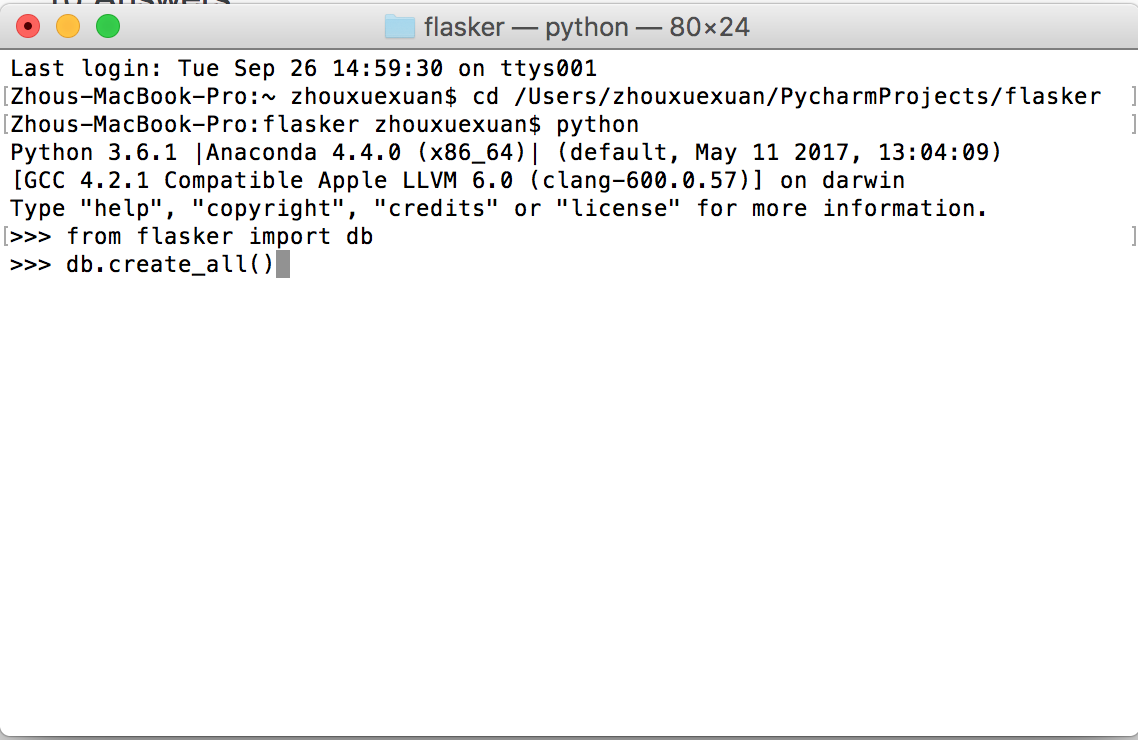 To Answers
flasker — python — 80×24
Last login: Tue Sep 26 14:59:30 on ttys001
[Zhous-MacBook-Pro:~ zhouxuexuan$ cd /Users/zhouxuexuan/PycharmProjects/flasker ]
[Zhous-MacBook-Pro:flasker zhouxuexuan$ python ]
Python 3.6.1 |Anaconda 4.4.0 (x86_64)| (default, May 11 2017, 13:04:09)
[GCC 4.2.1 Compatible Apple LLVM 6.0 (clang-600.0.57)] on darwin
Type "help", "copyright", "credits" or "license" for more information.
[>>> from flasker import db ]
>>> db.create_all()